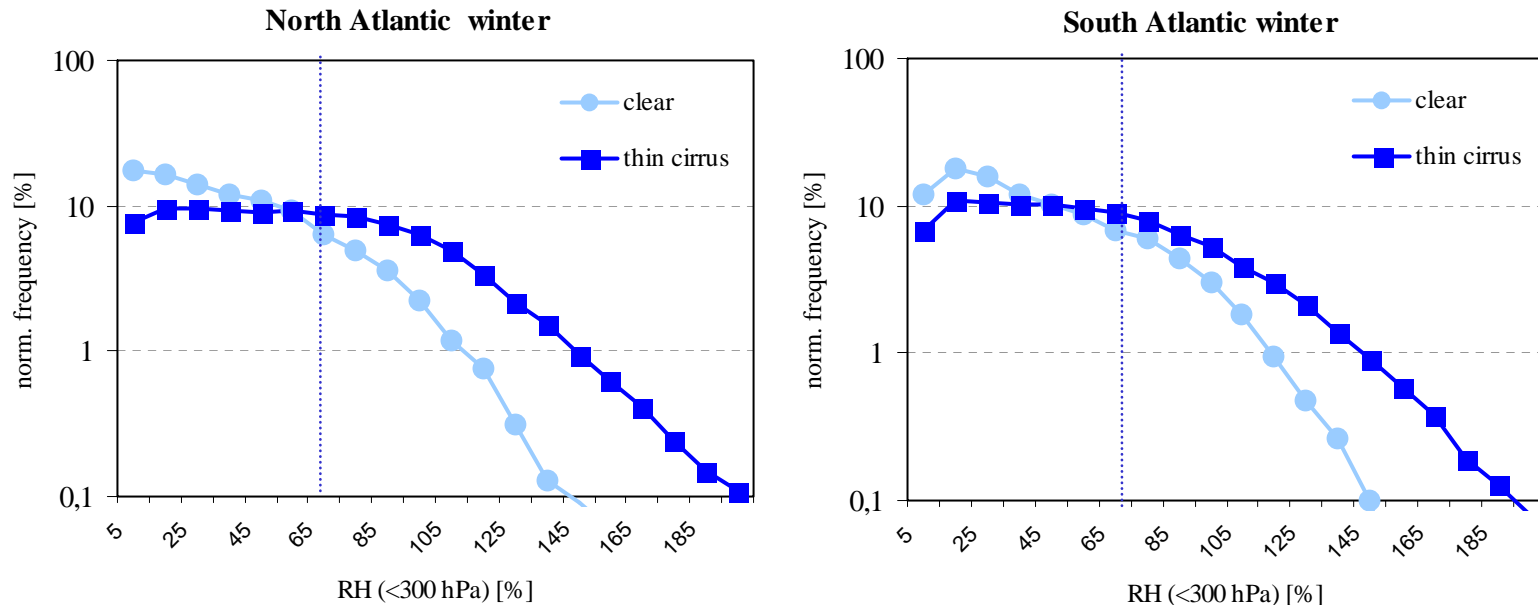 North Atlantic winter
100
10
1
0,1
norm. frequency [%]
clear
thin cirrus
5
25
45
65
85
105
125
145
165
185
RH (<300 hPa) [%]
South Atlantic winter
100
10
1
0,1
norm. frequency [%]
clear
thin cirrus
5
25
45
65
85
105
125
145
165
185
RH (<300 hPa) [%]